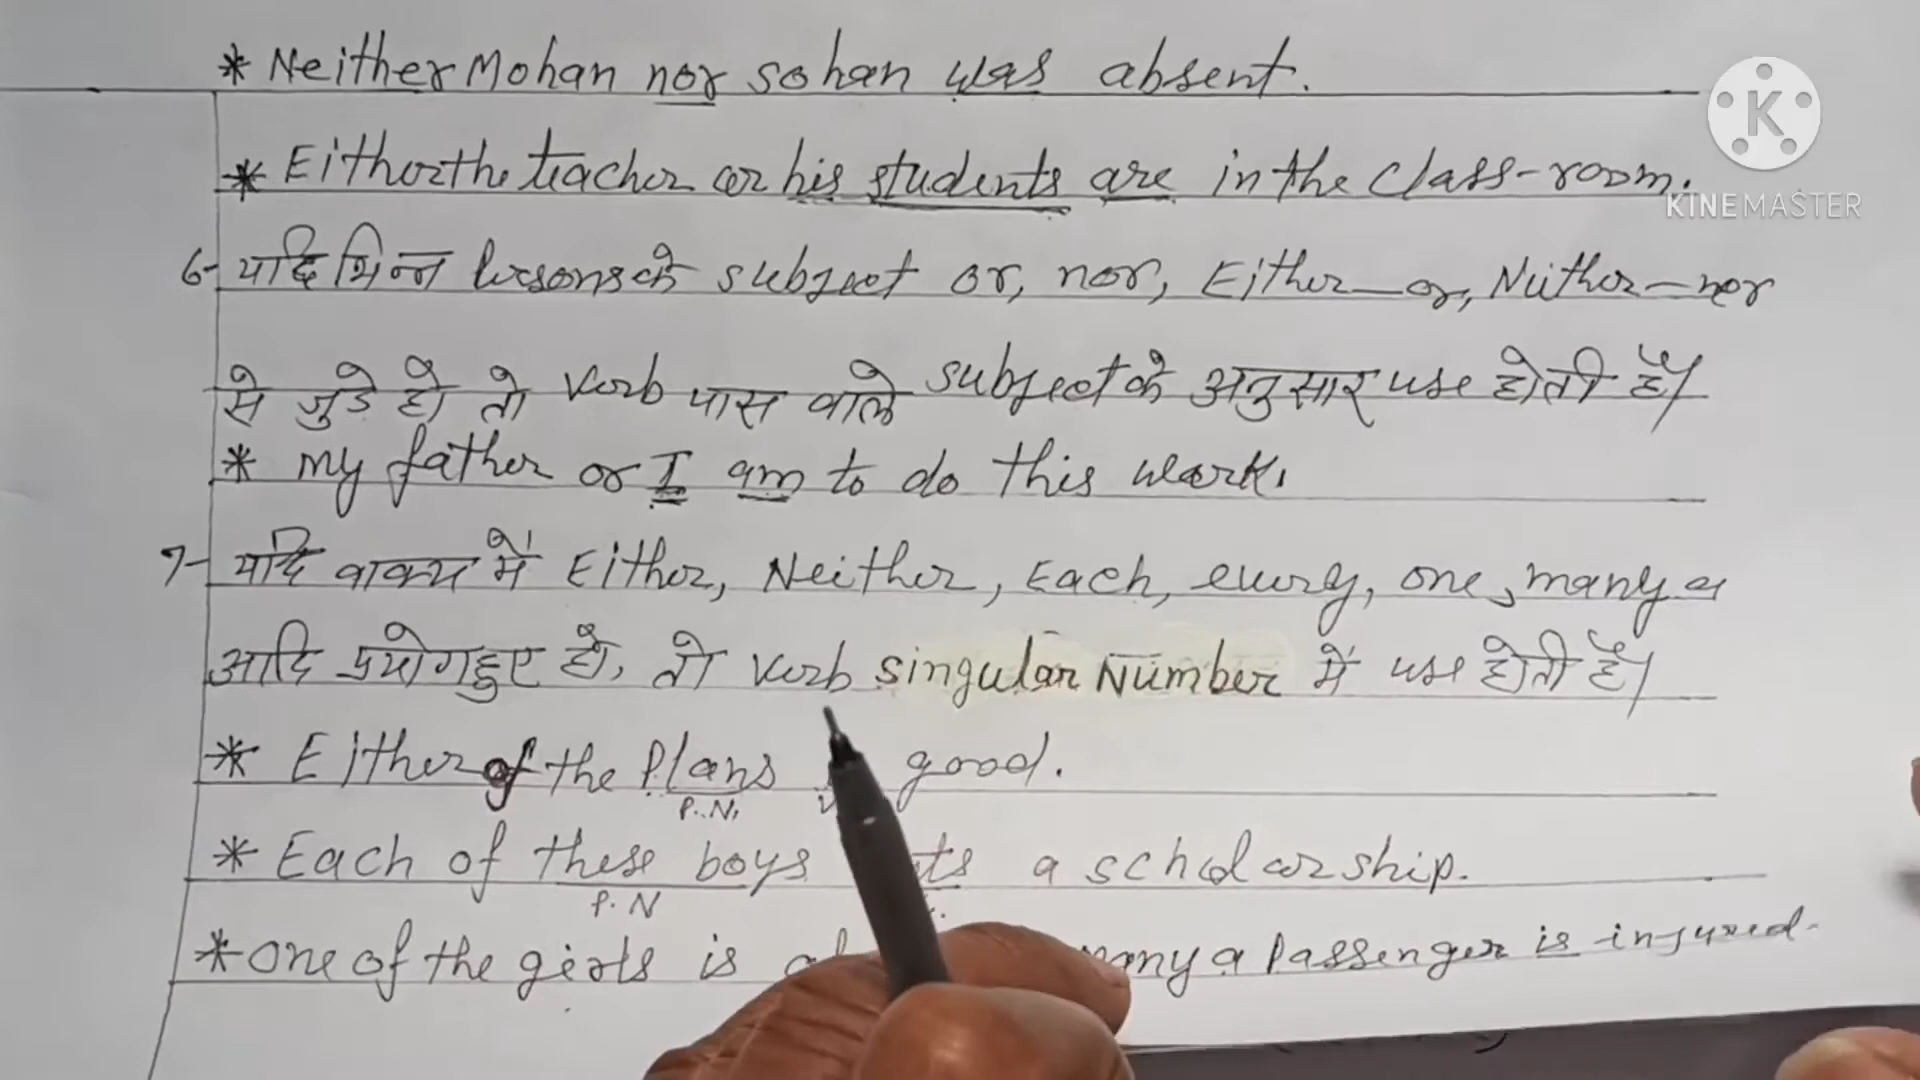 * Neither Mohan nor sohan was absent.
K
KINEMASTER
* Either the teacher or his students are in the class-room.
6- यदि भिन्न persons के subject or, nor, Either—or, Neither—nor
से जुडे हो तो verb पास वाले subject के अनुसार use होती है।
* my father or I am to do this work.
7- यदि वाक्य में Either, Neither, Each, every, one, many a
आदि प्रयोग हुए हो, तो verb singular Number में use होती है।
* Either of the Plans good.
P.N.
* Each of these boys a scholarship.
P.N
* One of the girls is many a Passenger is injured.